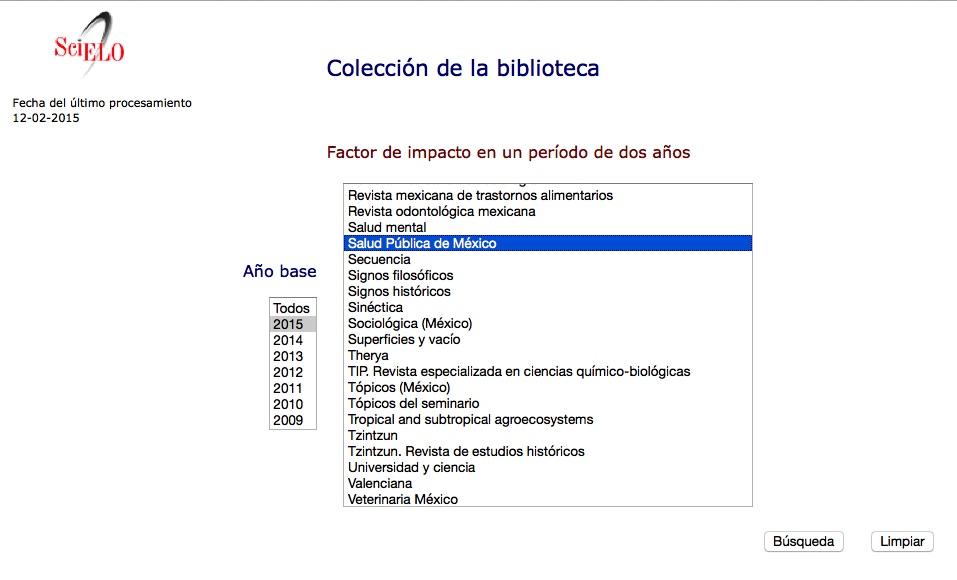 SciELO
Colección de la biblioteca
Fecha del último procesamiento
12-02-2015
Factor de impacto en un período de dos años
Revista mexicana de trastornos alimentarios
Revista odontológica mexicana
Salud mental
Salud Pública de México
Secuencia
Signos filosóficos
Signos históricos
Sinéctica
Sociológica (México)
Superficies y vacío
Therya
TIP. Revista especializada en ciencias químico-biológicas
Tópicos (México)
Tópicos del seminario
Tropical and subtropical agroecosystems
Tzintzun
Tzintzun. Revista de estudios históricos
Universidad y ciencia
Valenciana
Veterinaria México
Año base
Todos
2015
2014
2013
2012
2011
2010
2009
Búsqueda
Limpiar